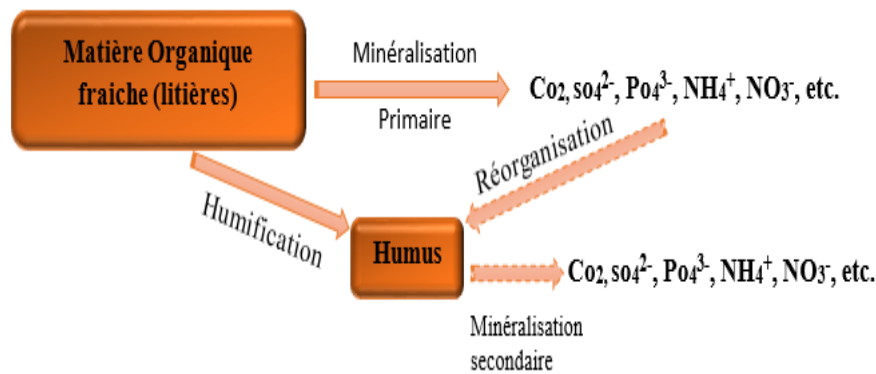 Matière Organique
fraiche (litières)
Minéralisation
Primaire
Co₂, so₄²⁻, Po₄³⁻, NH₄⁺, NO₃⁻, etc.
Réorganisation
Humification
Humus
Co₂, so₄²⁻, Po₄³⁻, NH₄⁺, NO₃⁻, etc.
Minéralisation
secondaire